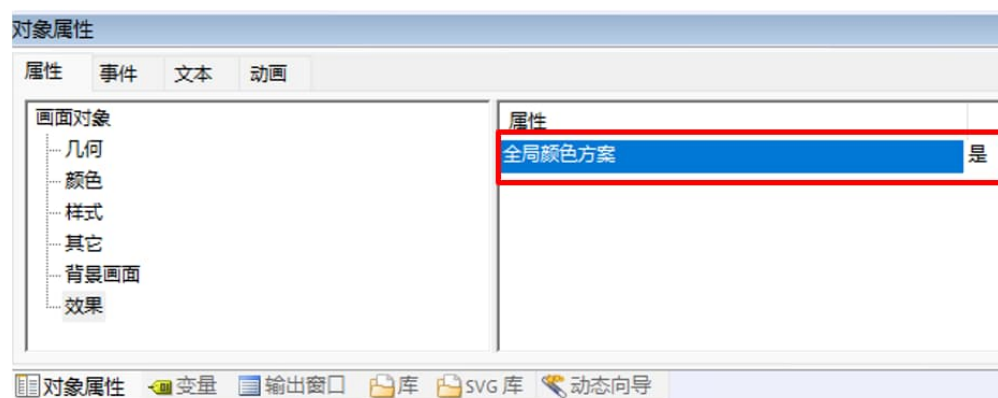 对象属性
属性 事件 文本 动画
画面对象
几何
颜色
样式
其它
背景画面
效果
属性
全局颜色方案 是
对象属性 变量 输出窗口 库 SVG 库 动态向导